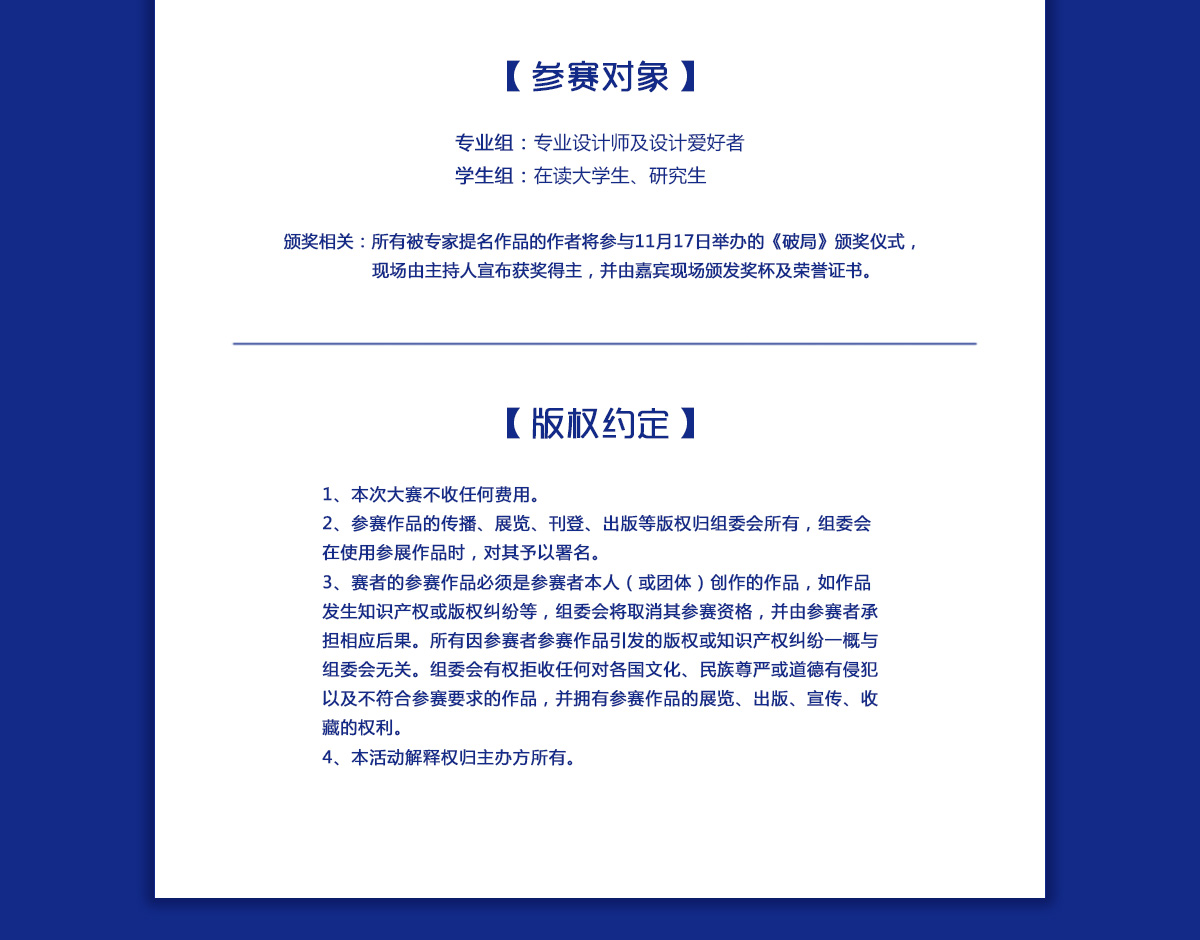 【参赛对象】
专业组：专业设计师及设计爱好者
学生组：在读大学生、研究生
颁奖相关：所有被专家提名作品的作者将参与11月17日举办的《破局》颁奖仪式，
现场由主持人宣布获奖得主，并由嘉宾现场颁发奖杯及荣誉证书。
【版权约定】
1、本次大赛不收任何费用。
2、参赛作品的传播、展览、刊登、出版等版权归组委会所有，组委会
在使用参展作品时，对其予以署名。
3、赛者的参赛作品必须是参赛者本人（或团体）创作的作品，如作品
发生知识产权或版权纠纷等，组委会将取消其参赛资格，并由参赛者承
担相应后果。所有因参赛者参赛作品引发的版权或知识产权纠纷一概与
组委会无关。组委会有权拒收任何对各国文化、民族尊严或道德有侵犯
以及不符合参赛要求的作品，并拥有参赛作品的展览、出版、宣传、收
藏的权利。
4、本活动解释权归主办方所有。